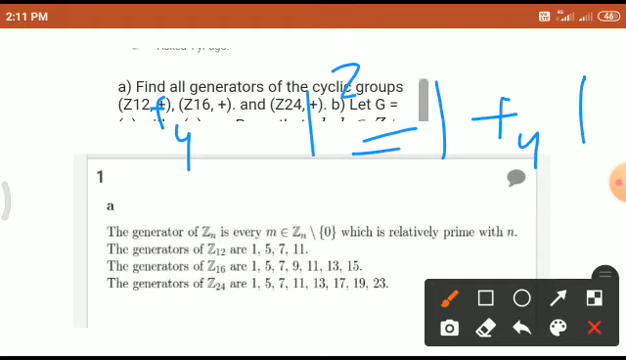 2:11 PM
46
a) Find all generators of the cyclic groups
(Z12, +), (Z16, +). and (Z24, +). b) Let G =
2
f y | = | f y |
1
a
The generator of ℤn is every m ∈ ℤn \ {0} which is relatively prime with n.
The generators of ℤ12 are 1, 5, 7, 11.
The generators of ℤ16 are 1, 5, 7, 9, 11, 13, 15.
The generators of ℤ24 are 1, 5, 7, 11, 13, 17, 19, 23.